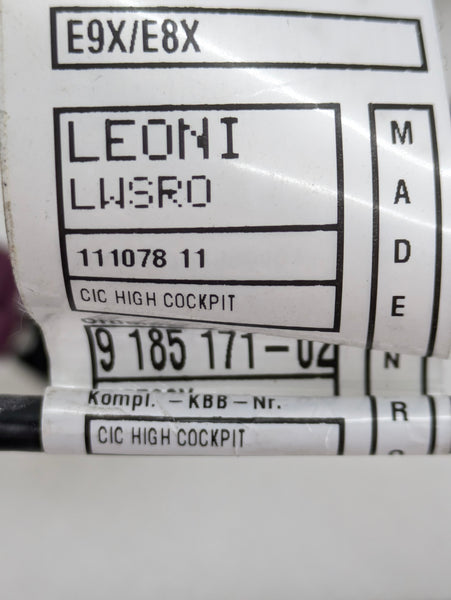 E9X/E8X
LEONI
LWSRO
111078 11
CIC HIGH COCKPIT
MADE
9 185 171-02
N
Kompl. - KBB - Nr.
R
CIC HIGH COCKPIT